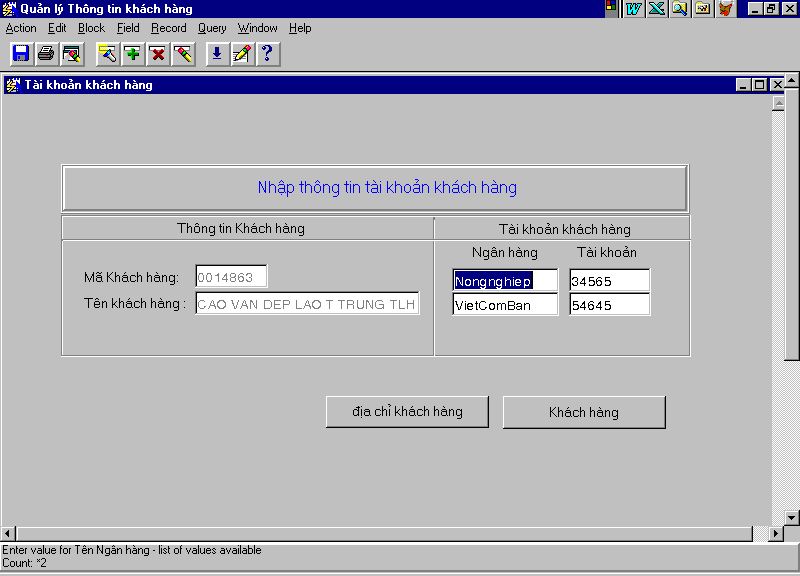 Quản lý Thông tin khách hàng
Action Edit Block Field Record Query Window Help
Tài khoản khách hàng
Nhập thông tin tài khoản khách hàng
Thông tin Khách hàng
Tài khoản khách hàng
Ngân hàng Tài khoản
Mã Khách hàng: 0014863
Nongnghiep 34565
Tên khách hàng : CAO VAN DEP LAO T TRUNG TLH
VietComBan 54645
địa chỉ khách hàng
Khách hàng
Enter value for Tên Ngân hàng - list of values available
Count: *2